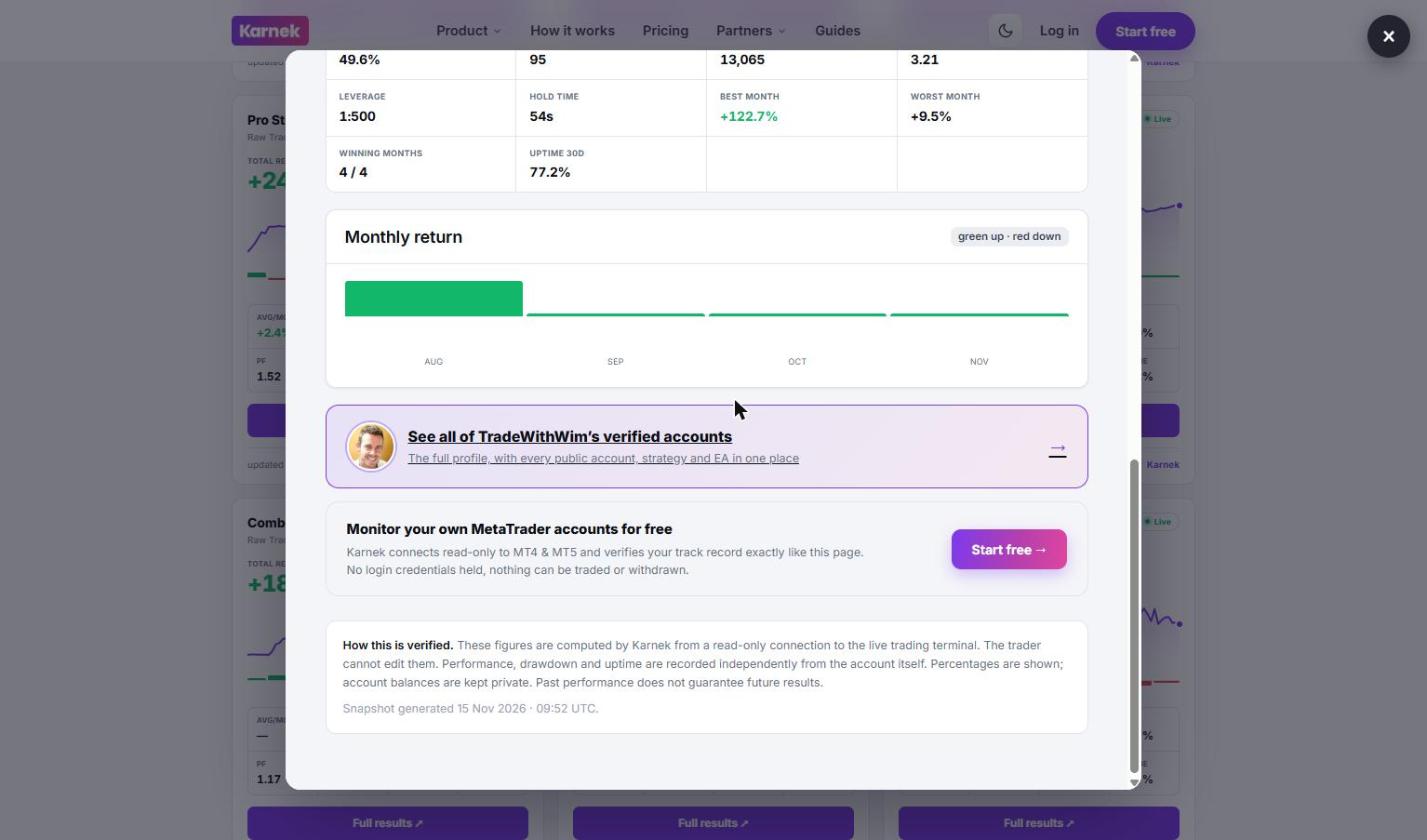 Karnek
Product
How it works
Pricing
Partners
Guides
Log in
Start free
updated
Karnek
49.6%
95
13,065
3.21
LEVERAGE
HOLD TIME
BEST MONTH
WORST MONTH
1:500
54s
+122.7%
+9.5%
WINNING MONTHS
UPTIME 30D
4 / 4
77.2%
Monthly return
green up · red down
AUG
SEP
OCT
NOV
See all of TradeWithWim's verified accounts
The full profile, with every public account, strategy and EA in one place
→
Monitor your own MetaTrader accounts for free
Karnek connects read-only to MT4 & MT5 and verifies your track record exactly like this page.
No login credentials held, nothing can be traded or withdrawn.
Start free →
How this is verified. These figures are computed by Karnek from a read-only connection to the live trading terminal. The trader
cannot edit them. Performance, drawdown and uptime are recorded independently from the account itself. Percentages are shown;
account balances are kept private. Past performance does not guarantee future results.
Snapshot generated 15 Nov 2026 · 09:52 UTC.
Live
PF
1.52
updated
Karnek
Live
AVG/MO
—
PF
1.17
Full results ↗
Full results ↗
Full results ↗